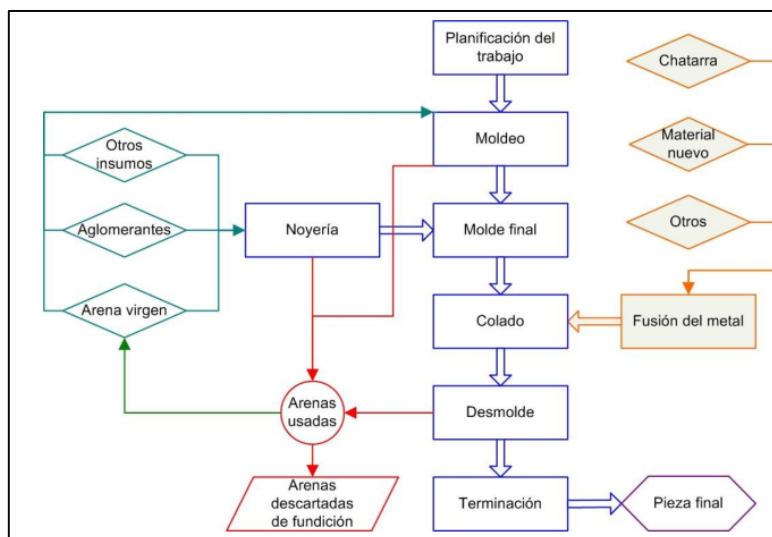 Planificación del
trabajo
Chatarra
Moldeo
Otros
insumos
Material
nuevo
Aglomerantes
Noyería
Molde final
Otros
Arena virgen
Colado
Fusión del metal
Arenas
usadas
Desmolde
Arenas
descartadas
de fundición
Terminación
Pieza final